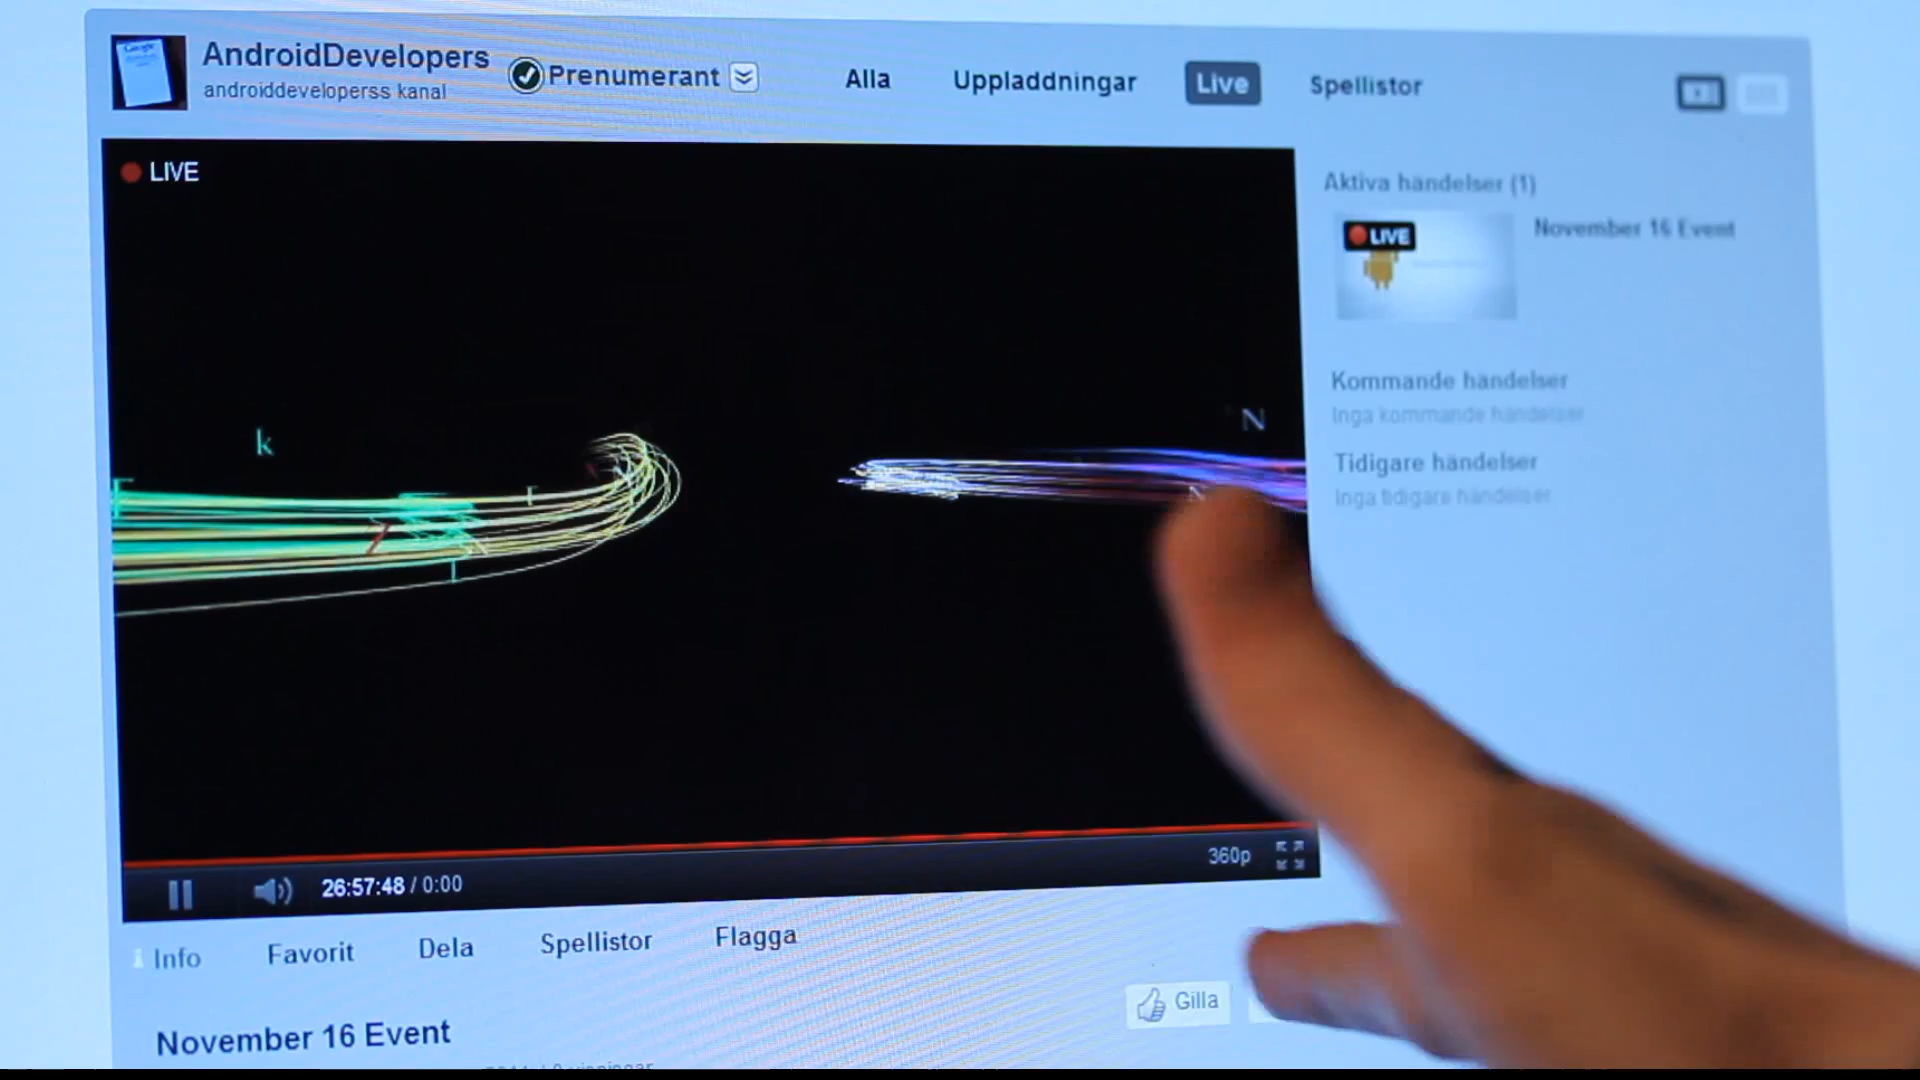 AndroidDevelopers
androiddeveloperss kanal
Prenumerant
Alla
Uppladdningar
Live
Spellistor
LIVE
Aktiva händelser (1)
LIVE
November 16 Event
Kommande händelser
Inga kommande händelser
Tidigare händelser
Inga tidigare händelser
k
N
N
360p
26:57:48 / 0:00
Info
Favorit
Dela
Spellistor
Flagga
Gilla
November 16 Event